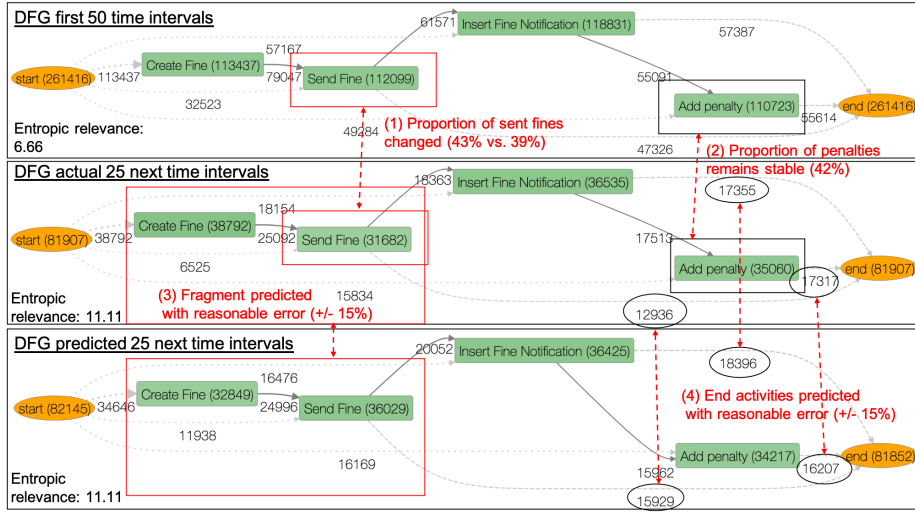 DFG first 50 time intervals
61571
Insert Fine Notification (118831)
57387
57167
Create Fine (113437)
start (261416)
113437
79047
Send Fine (112099)
55091
32523
Add penalty (110723)
end (261416)
55614
Entropic relevance:
6.66
49284
(1) Proportion of sent fines
changed (43% vs. 39%)
47326
(2) Proportion of penalties
remains stable (42%)
DFG actual 25 next time intervals
18363
Insert Fine Notification (36535)
17355
18154
Create Fine (38792)
start (81907)
38792
25092
Send Fine (31682)
17513
6525
Add penalty (35060)
end (81907)
17317
Entropic
relevance: 11.11
15834
(3) Fragment predicted
with reasonable error (+/- 15%)
12936
DFG predicted 25 next time intervals
20052
Insert Fine Notification (36425)
18396
16476
Create Fine (32849)
start (82145)
34646
24996
Send Fine (36029)
(4) End activities predicted
with reasonable error (+/- 15%)
11938
Add penalty (34217)
end (81852)
16169
15962
16207
Entropic
relevance: 11.11
15929